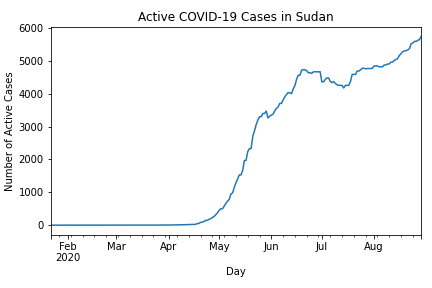 Active COVID-19 Cases in Sudan
Number of Active Cases
6000
5000
4000
3000
2000
1000
0
Feb
2020
Mar
Apr
May
Jun
Jul
Aug
Day